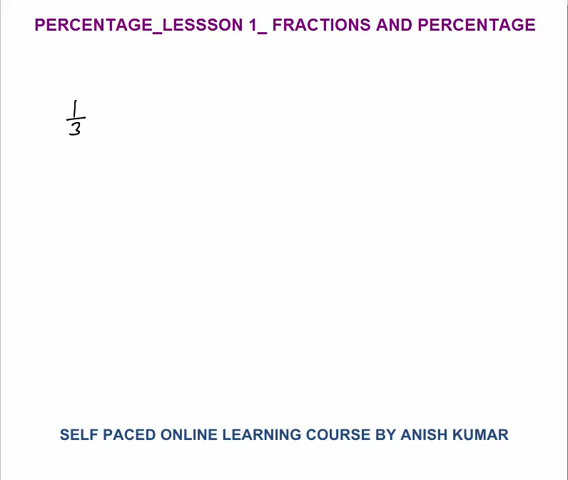 PERCENTAGE_LESSSON 1_ FRACTIONS AND PERCENTAGE
1
3
SELF PACED ONLINE LEARNING COURSE BY ANISH KUMAR